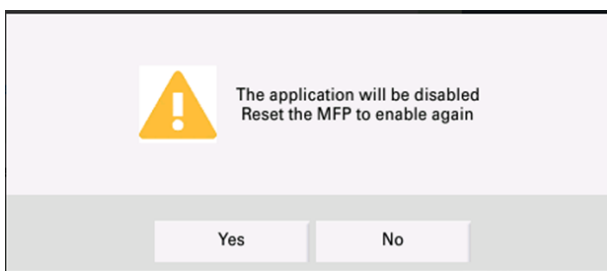 The application will be disabled
Reset the MFP to enable again
Yes
No